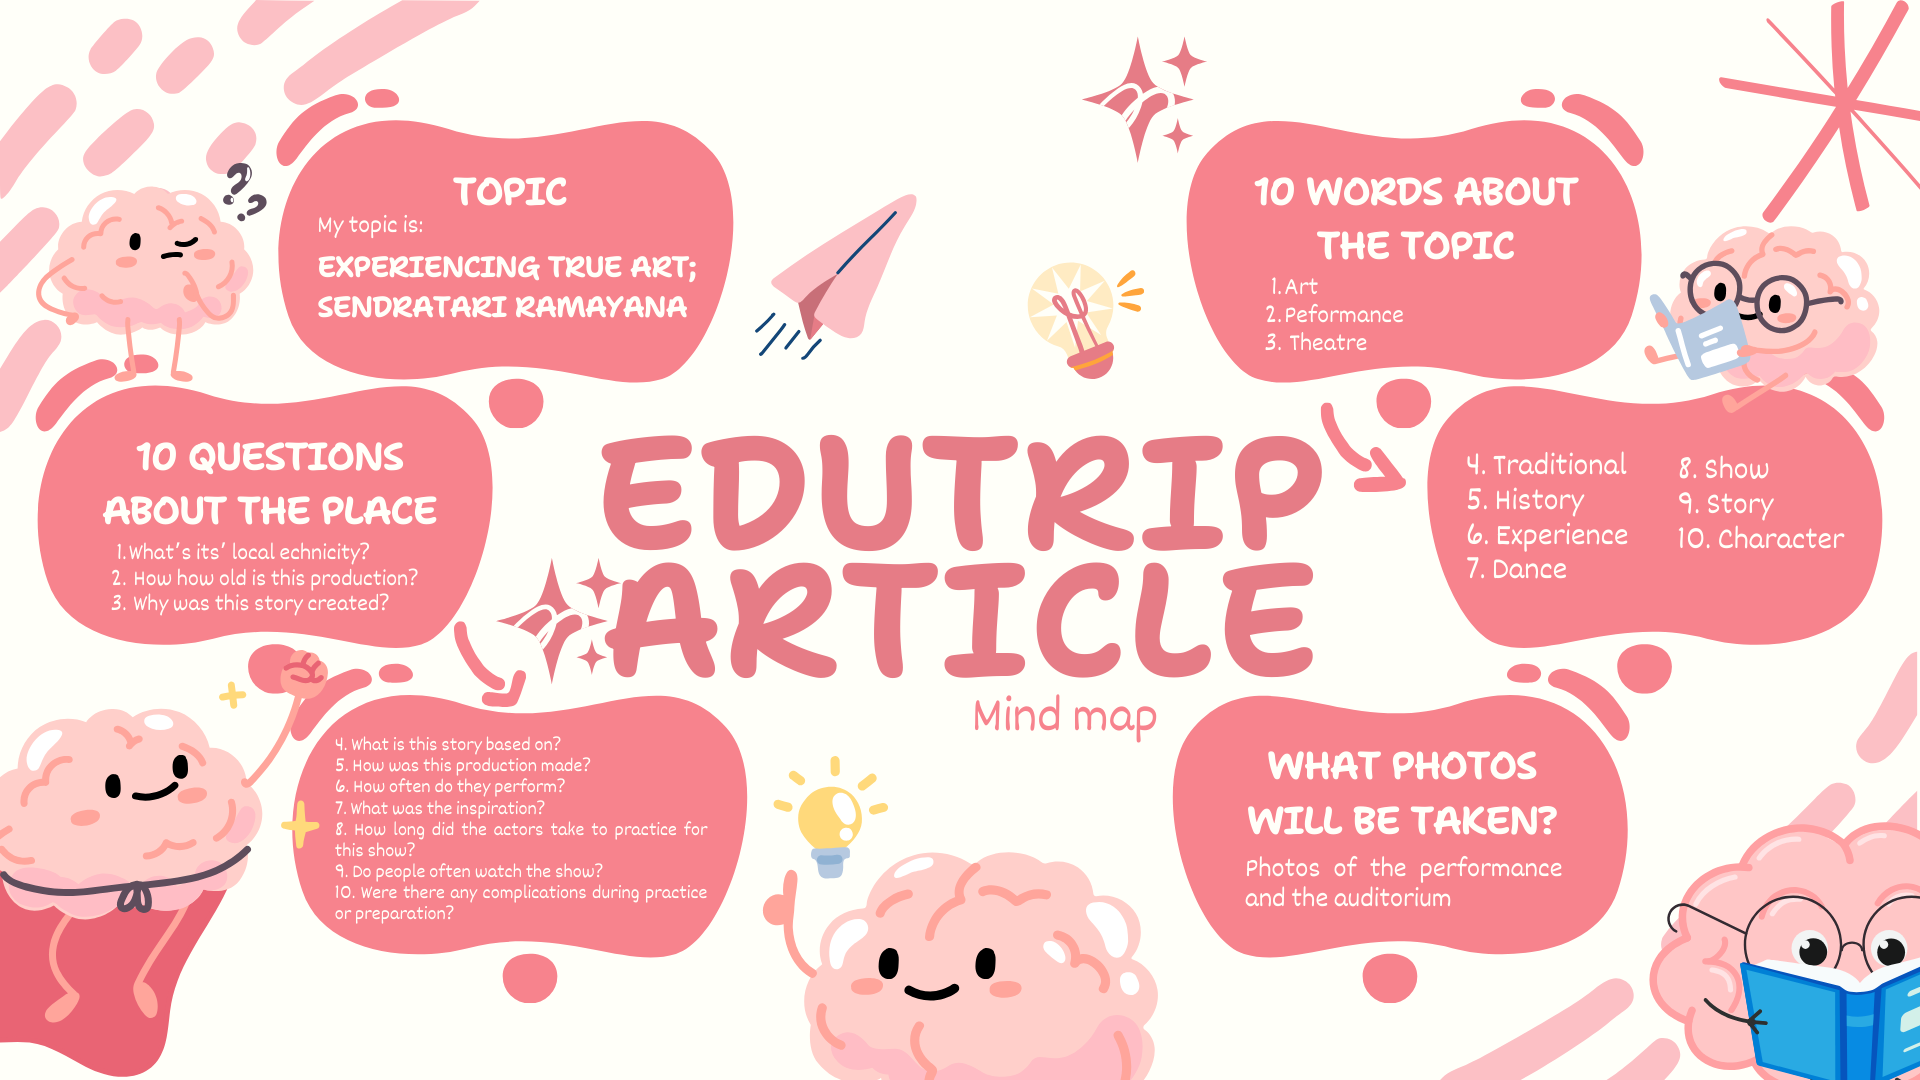 TOPIC
My topic is:
EXPERIENCING TRUE ART;
SENDRATARI RAMAYANA
10 QUESTIONS
ABOUT THE PLACE
1. What's its' local echnicity?
2. How how old is this production?
3. Why was this story created?
4. What is this story based on?
5. How was this production made?
6. How often do they perform?
7. What was the inspiration?
8. How long did the actors take to practice for
this show?
9. Do people often watch the show?
10. Were there any complications during practice
or preparation?
EDUTRIP
ARTICLE
Mind map
10 WORDS ABOUT
THE TOPIC
1. Art
2. Peformance
3. Theatre
4. Traditional
5. History
6. Experience
7. Dance
8. Show
9. Story
10. Character
WHAT PHOTOS
WILL BE TAKEN?
Photos of the performance
and the auditorium